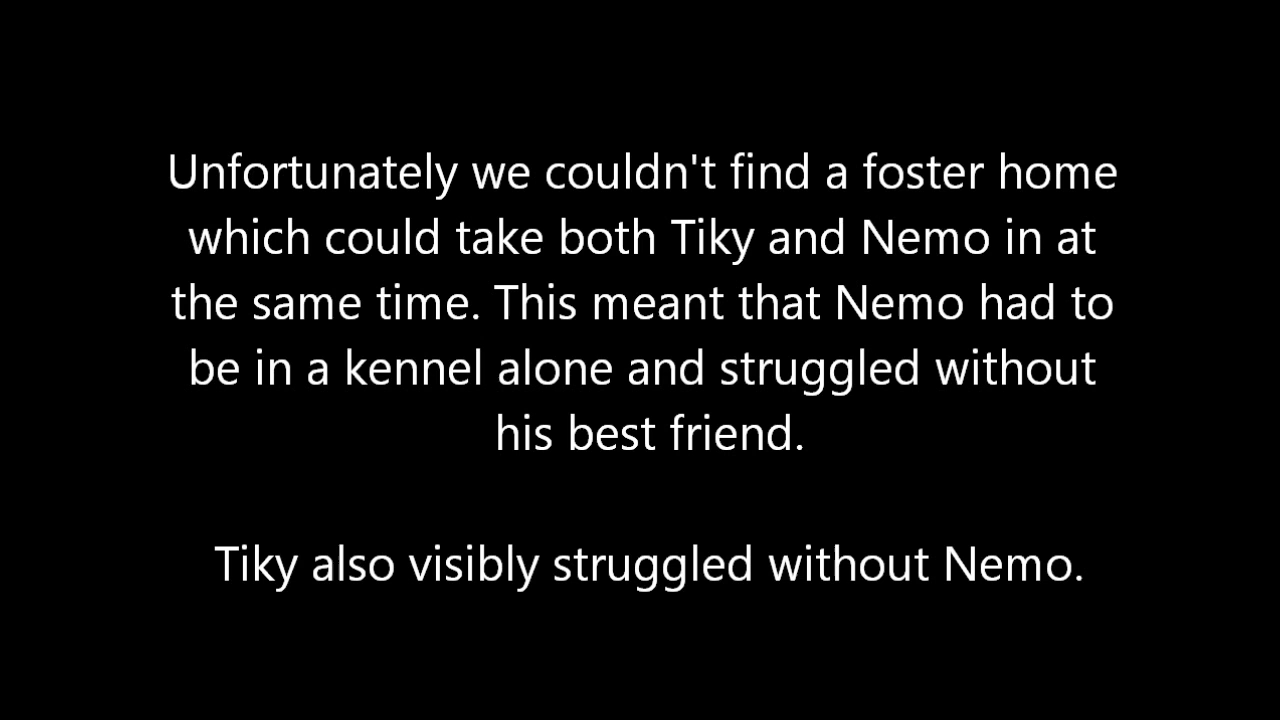 Unfortunately we couldn't find a foster home
which could take both Tiky and Nemo in at
the same time. This meant that Nemo had to
be in a kennel alone and struggled without
his best friend.
Tiky also visibly struggled without Nemo.